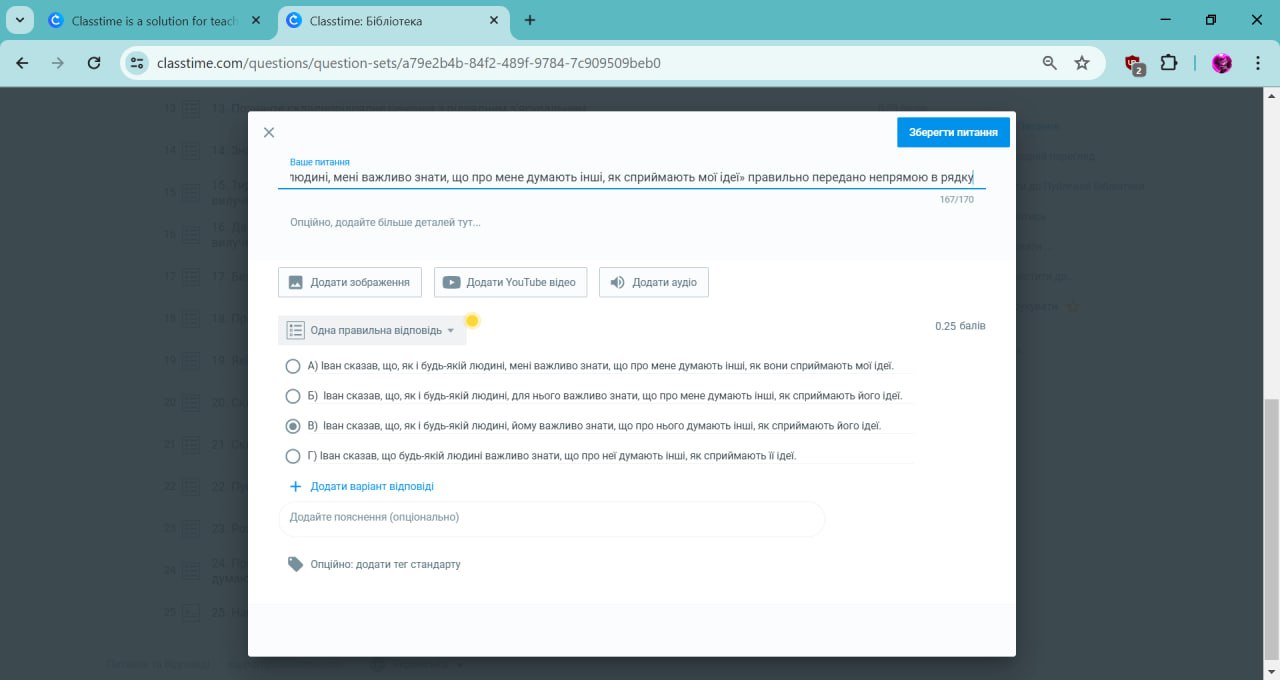 Classtime is a solution for teach
Classtime: Бібліотека
classtime.com/questions/question-sets/a79e2b4b-84f2-489f-9784-7c909509beb0
2
Зберегти питання
Ваше питання
людині, мені важливо знати, що про мене думають інші, як сприймають мої ідеї» правильно передано непрямою в рядку
167/170
Опційно, додайте більше деталей тут...
Додати зображення
Додати YouTube відео
Додати аудіо
Одна правильна відповідь
0.25 балів
А) Іван сказав, що, як і будь-якій людині, мені важливо знати, що про мене думають інші, як вони сприймають мої ідеї.
Б) Іван сказав, що, як і будь-якій людині, для нього важливо знати, що про мене думають інші, як сприймають його ідеї.
В) Іван сказав, що, як і будь-якій людині, йому важливо знати, що про нього думають інші, як сприймають його ідеї.
Г) Іван сказав, що будь-якій людині важливо знати, що про неї думають інші, як сприймають її ідеї.
+ Додати варіант відповіді
Додайте пояснення (опціонально)
Опційно: додати тег стандарту